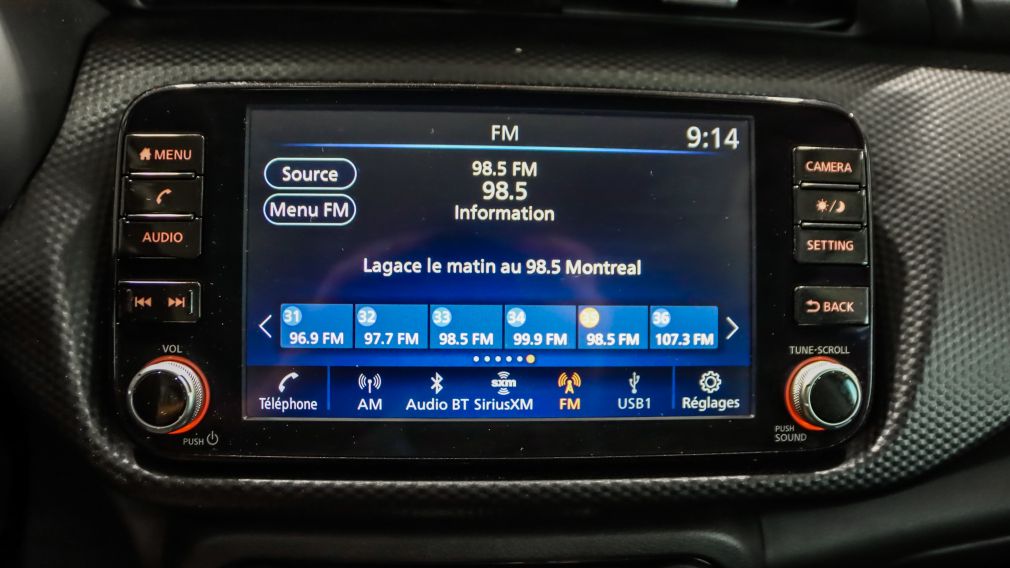 FM
9:14
MENU
AUDIO
VOL
PUSH
Source
Menu FM
98.5 FM
98.5
Information
Lagace le matin au 98.5 Montreal
31 32 33 34 35 36
96.9 FM 97.7 FM 98.5 FM 99.9 FM 98.5 FM 107.3 FM
Téléphone AM Audio BT sxm SiriusXM FM USB1 Réglages
CAMERA
SETTING
BACK
TUNE·SCROLL
PUSH
SOUND